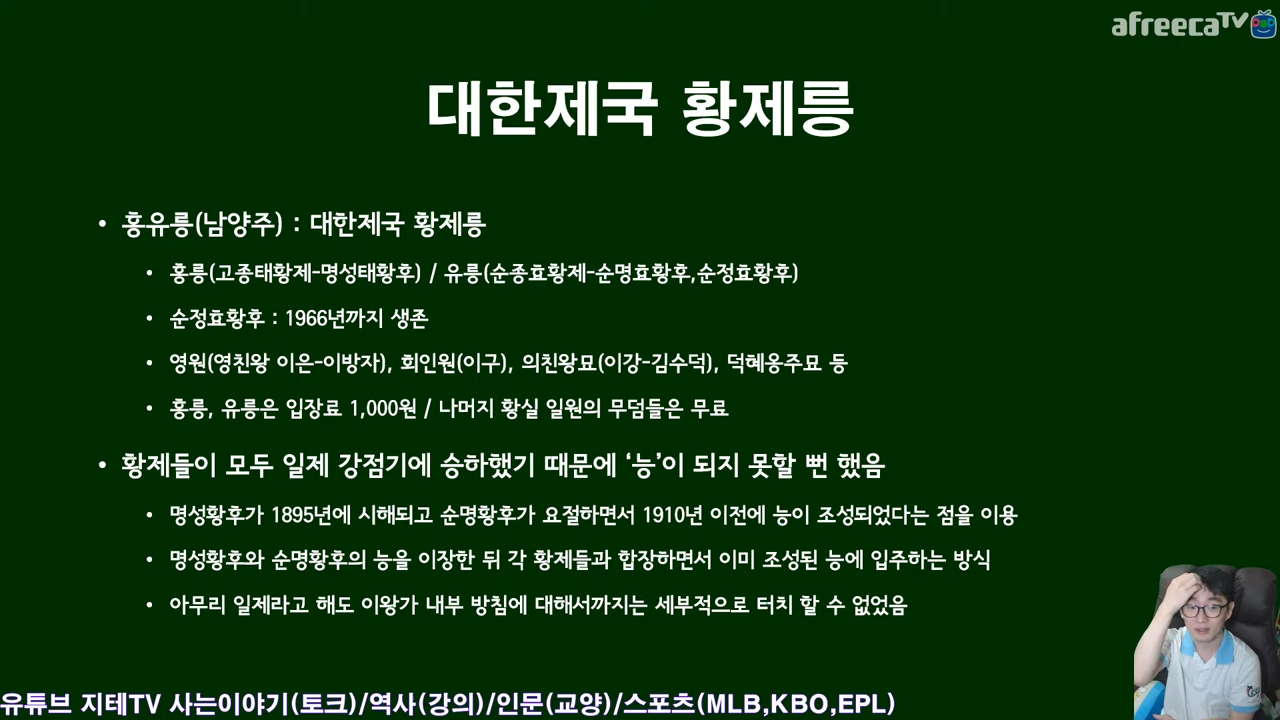 afreecaTV
대한제국 황제릉
• 홍유릉(남양주) : 대한제국 황제릉
• 홍릉(고종태황제-명성태황후) / 유릉(순종효황제-순명효황후,순정효황후)
• 순정효황후 : 1966년까지 생존
• 영원(영친왕 이은-이방자), 회인원(이구), 의친왕묘(이강-김수덕), 덕혜옹주묘 등
• 홍릉, 유릉은 입장료 1,000원 / 나머지 황실 일원의 무덤들은 무료
• 황제들이 모두 일제 강점기에 승하했기 때문에 ‘능’이 되지 못할 뻔 했음
• 명성황후가 1895년에 시해되고 순명황후가 요절하면서 1910년 이전에 능이 조성되었다는 점을 이용
• 명성황후와 순명황후의 능을 이장한 뒤 각 황제들과 합장하면서 이미 조성된 능에 입주하는 방식
• 아무리 일제라고 해도 이왕가 내부 방침에 대해서까지는 세부적으로 터치 할 수 없었음
유튜브 지테TV 사는이야기(토크)/역사(강의)/인문(교양)/스포츠(MLB,KBO,EPL)